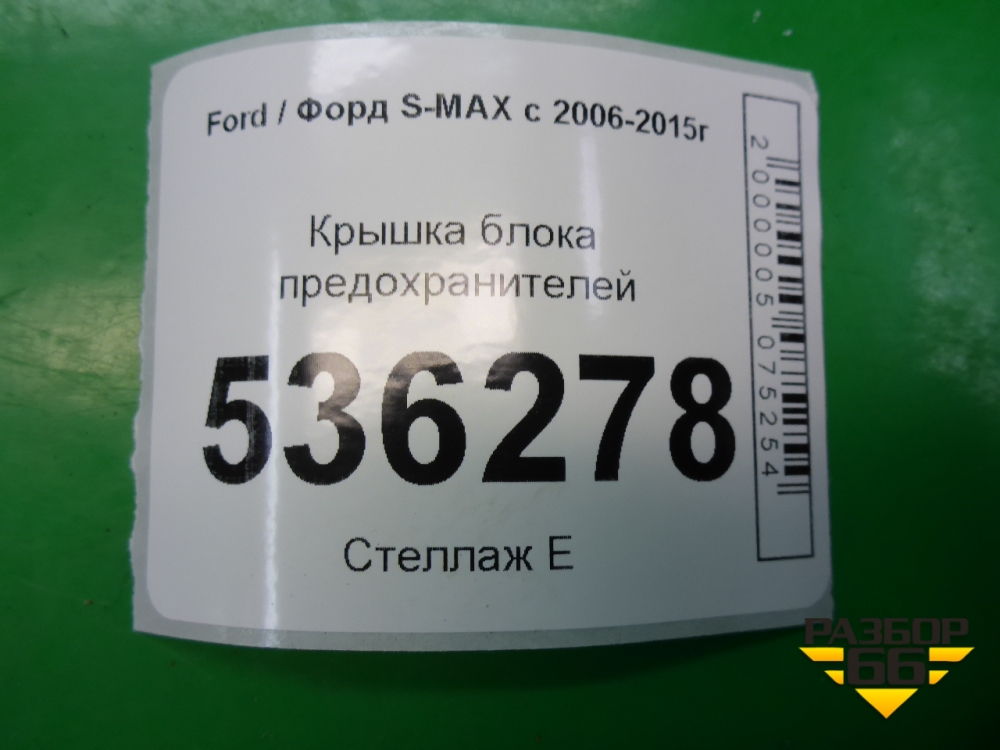 Ford / Форд S-MAX с 2006-2015г
Крышка блока
предохранителей
536278
Стеллаж Е
2000005075254
РАЗБОР
66